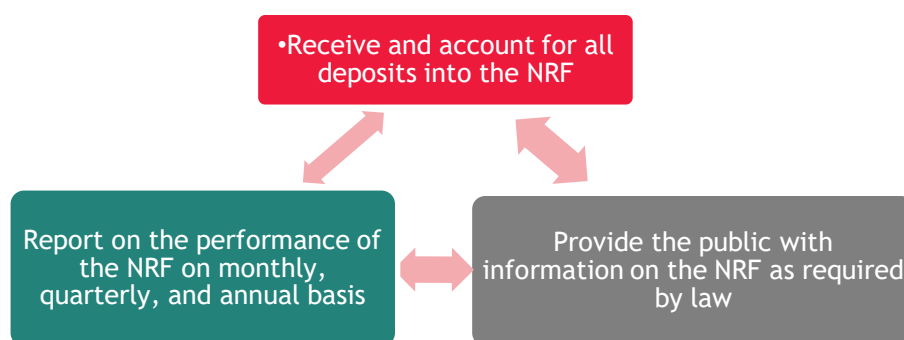 •Receive and account for all
deposits into the NRF
Report on the performance of
the NRF on monthly,
quarterly, and annual basis
Provide the public with
information on the NRF as required
by law